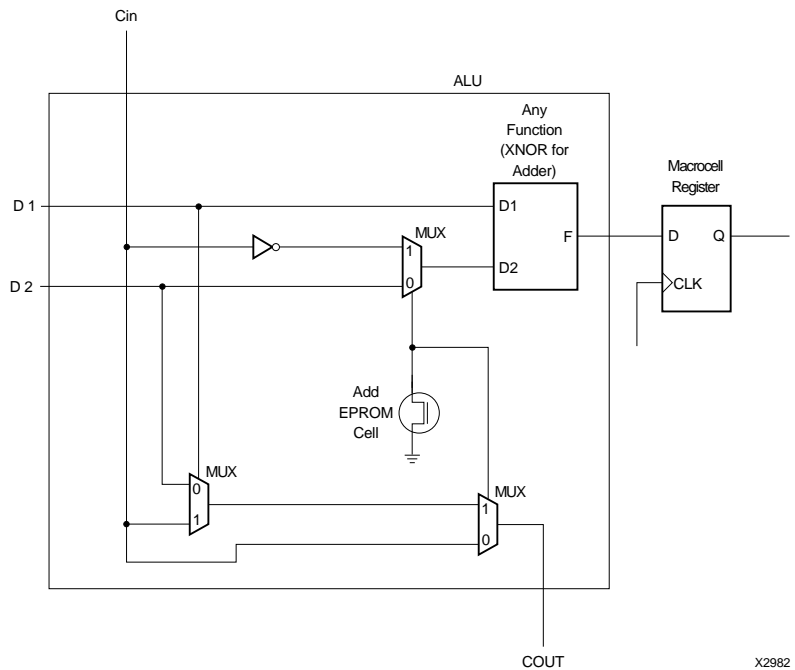 Cin
ALU
Any
Function
(XNOR for
Adder)
Macrocell
Register
D 1
D1
MUX
1
F
D
Q
D2
D 2
0
CLK
Add
EPROM
Cell
MUX
0
MUX
1
1
0
COUT
X2982